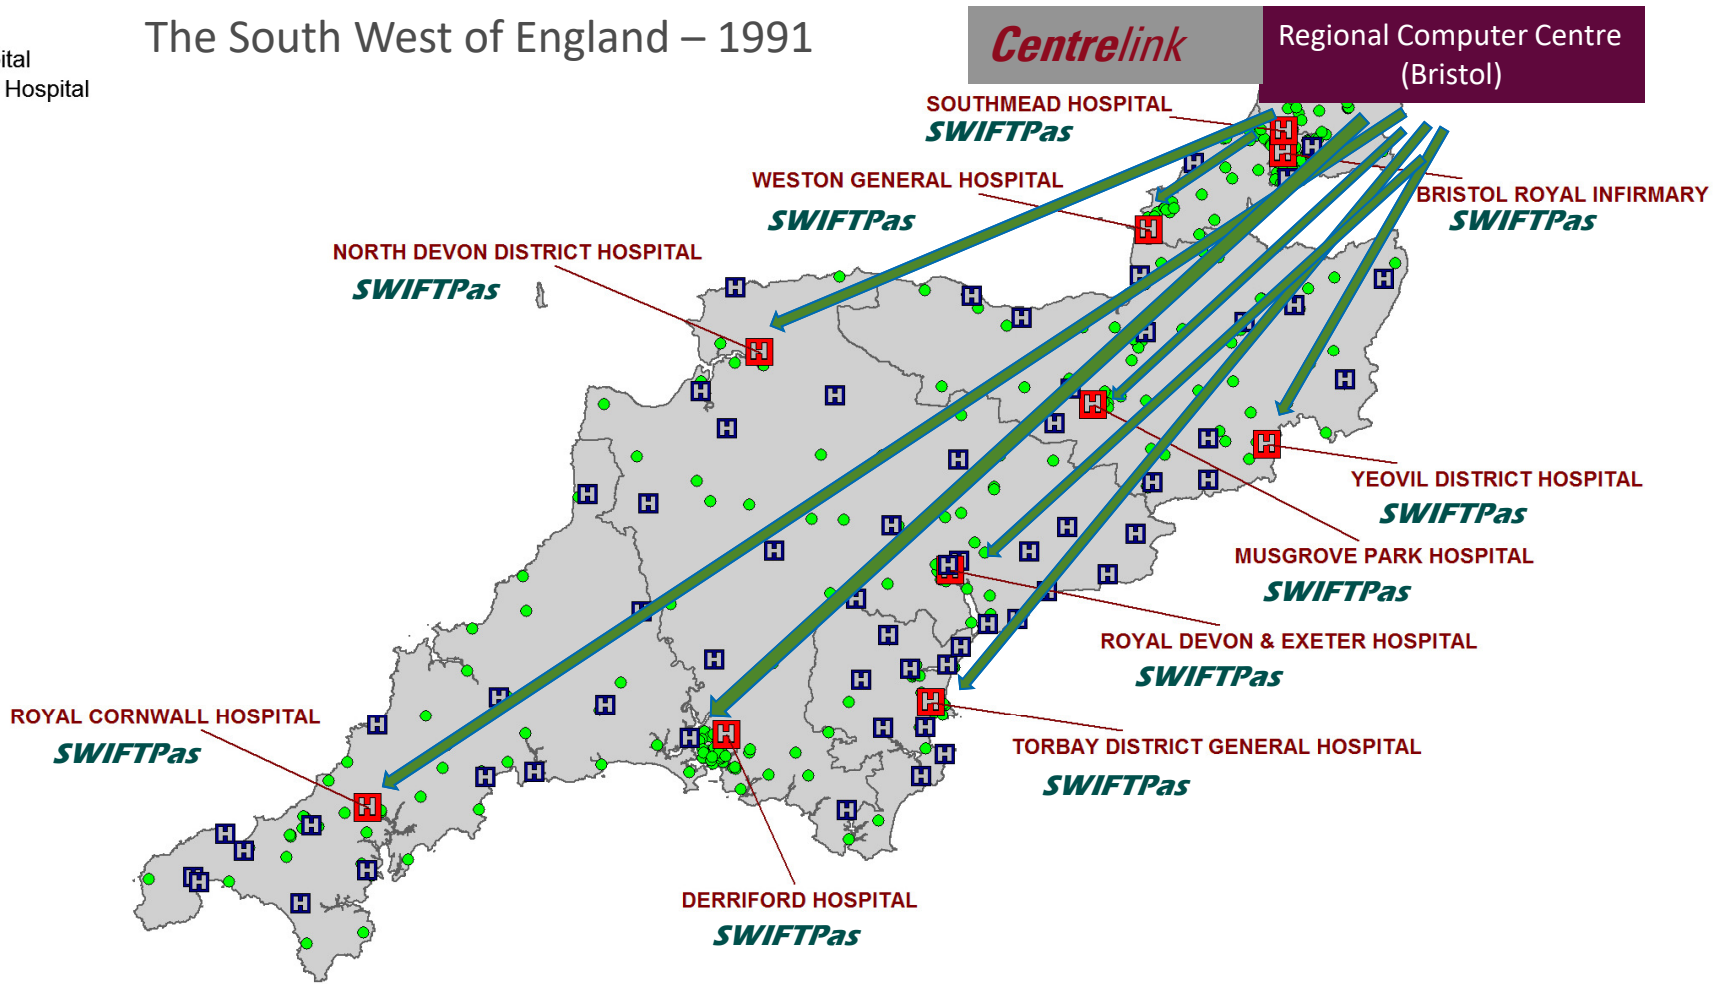 The South West of England – 1991
Centrelink
Regional Computer Centre
(Bristol)
Hospital
SOUTHMEAD HOSPITAL
SWIFTPas
WESTON GENERAL HOSPITAL
SWIFTPas
BRISTOL ROYAL INFIRMARY
SWIFTPas
NORTH DEVON DISTRICT HOSPITAL
SWIFTPas
YEOVIL DISTRICT HOSPITAL
SWIFTPas
MUSGROVE PARK HOSPITAL
SWIFTPas
ROYAL DEVON & EXETER HOSPITAL
SWIFTPas
ROYAL CORNWALL HOSPITAL
SWIFTPas
TORBAY DISTRICT GENERAL HOSPITAL
SWIFTPas
DERRIFORD HOSPITAL
SWIFTPas